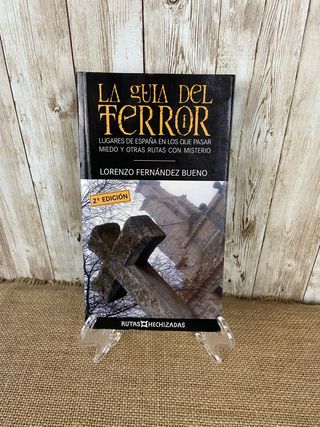 LA GUIA DEL
TERROR
LUGARES DE ESPAÑA EN LOS QUE PASAR
MIEDO Y OTRAS RUTAS CON MISTERIO
LORENZO FERNÁNDEZ BUENO
2ª EDICIÓN
RUTAS HECHIZADAS